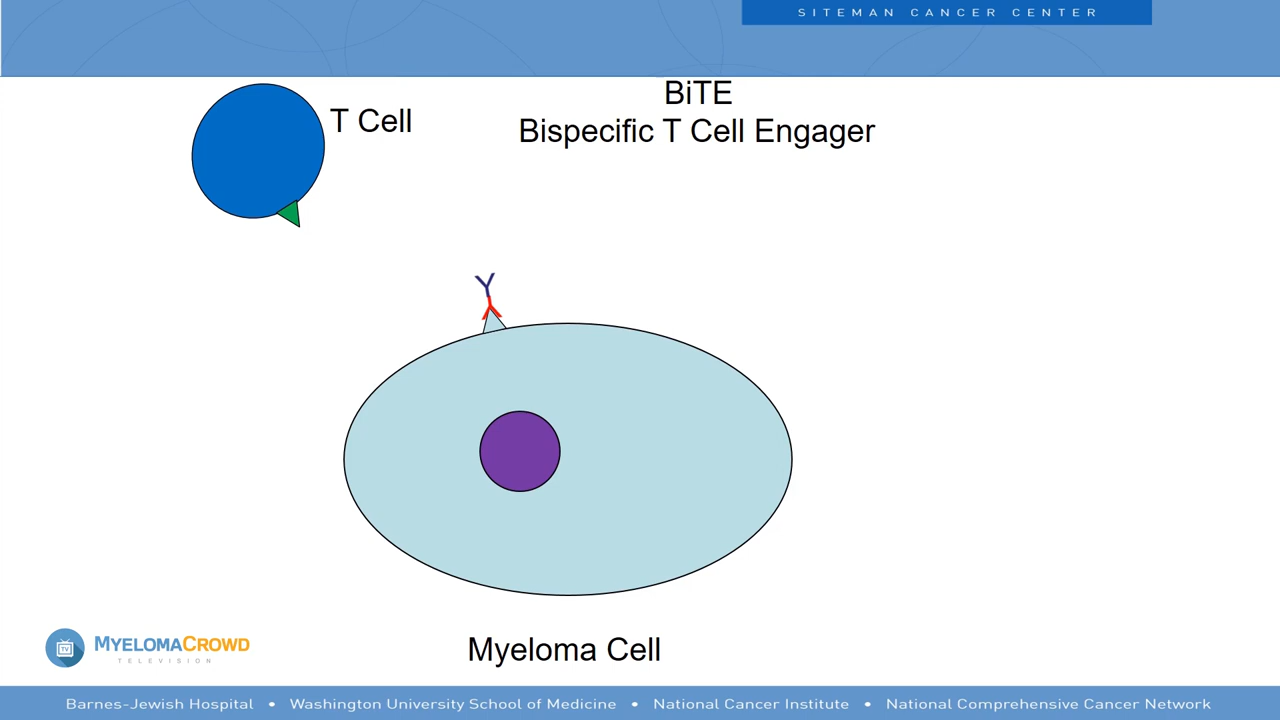 SITEMAN CANCER CENTER
BiTE
T Cell
Bispecific T Cell Engager
TV
MYELOMACROWD
TELEVISION
Myeloma Cell
Barnes-Jewish Hospital • Washington University School of Medicine • National Cancer Institute • National Comprehensive Cancer Network